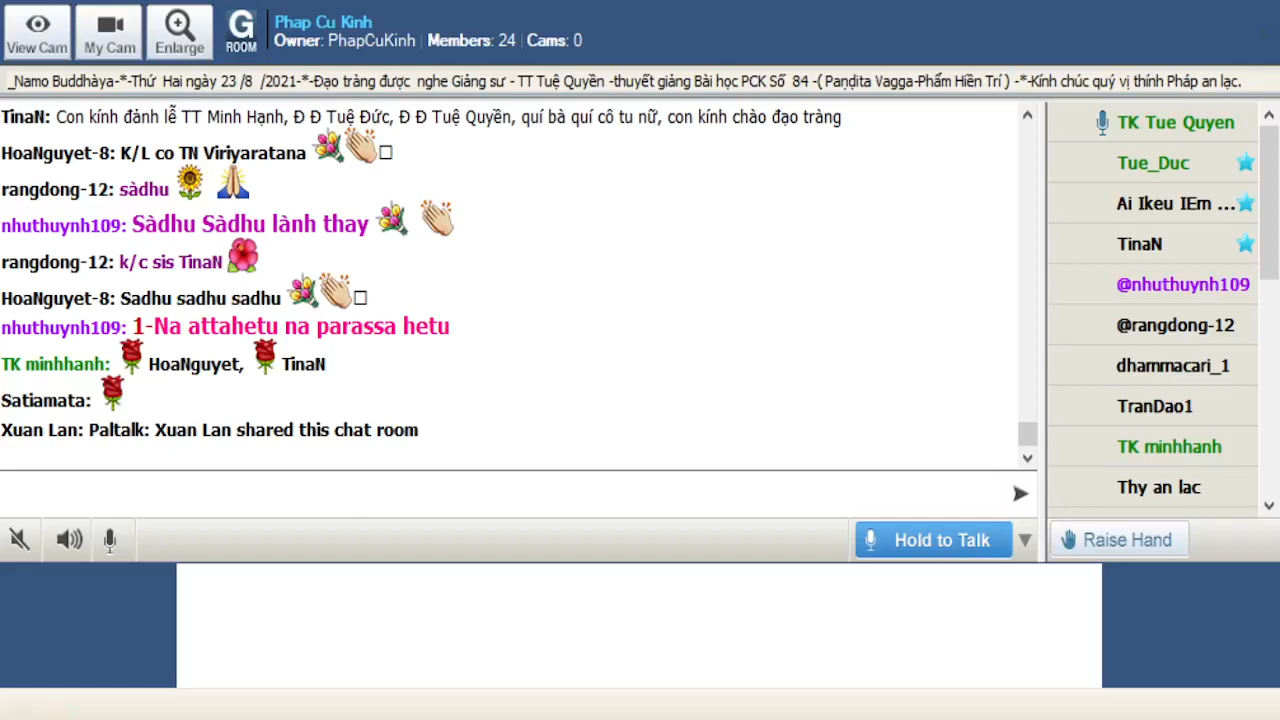 View Cam
My Cam
Enlarge
G
ROOM
Phap Cu Kinh
Owner: PhapCuKinh | Members: 24 | Cams: 0
_Namo Buddhàya-*-Thứ Hai ngày 23 /8 /2021-*-Đạo tràng được nghe Giảng sư - TT Tuệ Quyền -thuyết giảng Bài học PCK Số 84 -( Paṇḍita Vagga-Phẩm Hiền Trí ) -*-Kính chúc quý vị thính Pháp an lạc.
TinaN: Con kính đảnh lễ TT Minh Hạnh, Đ Đ Tuệ Đức, Đ Đ Tuệ Quyền, quí bà quí cô tu nữ, con kính chào đạo tràng
HoaNguyet-8: K/L co TN Viriyaratana
rangdong-12: sàdhu
nhuthuynh109: Sàdhu Sàdhu lành thay
rangdong-12: k/c sis TinaN
HoaNguyet-8: Sadhu sadhu sadhu
nhuthuynh109: 1-Na attahetu na parassa hetu
TK minhhanh: HoaNguyet, TinaN
Satiamata:
Xuan Lan: Paltalk: Xuan Lan shared this chat room
TK Tue Quyen
Tue_Duc
Ai Ikeu IEm ...
TinaN
@nhuthuynh109
@rangdong-12
dhammacari_1
TranDao1
TK minhhanh
Thy an lac
Hold to Talk
Raise Hand